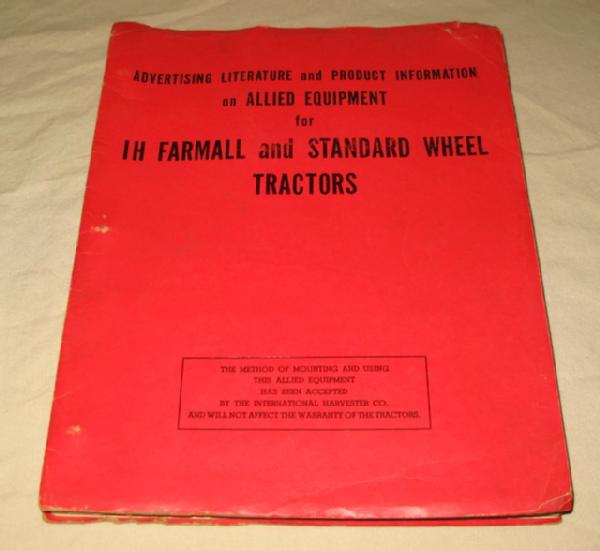 ADVERTISING LITERATURE and PRODUCT INFORMATION
on ALLIED EQUIPMENT
for
IH FARMALL and STANDARD WHEEL
TRACTORS
THE METHOD OF MOUNTING AND USING
THIS ALLIED EQUIPMENT
HAS BEEN ACCEPTED
BY THE INTERNATIONAL HARVESTER CO.
AND WILL NOT AFFECT THE WARRANTY OF THE TRACTORS.